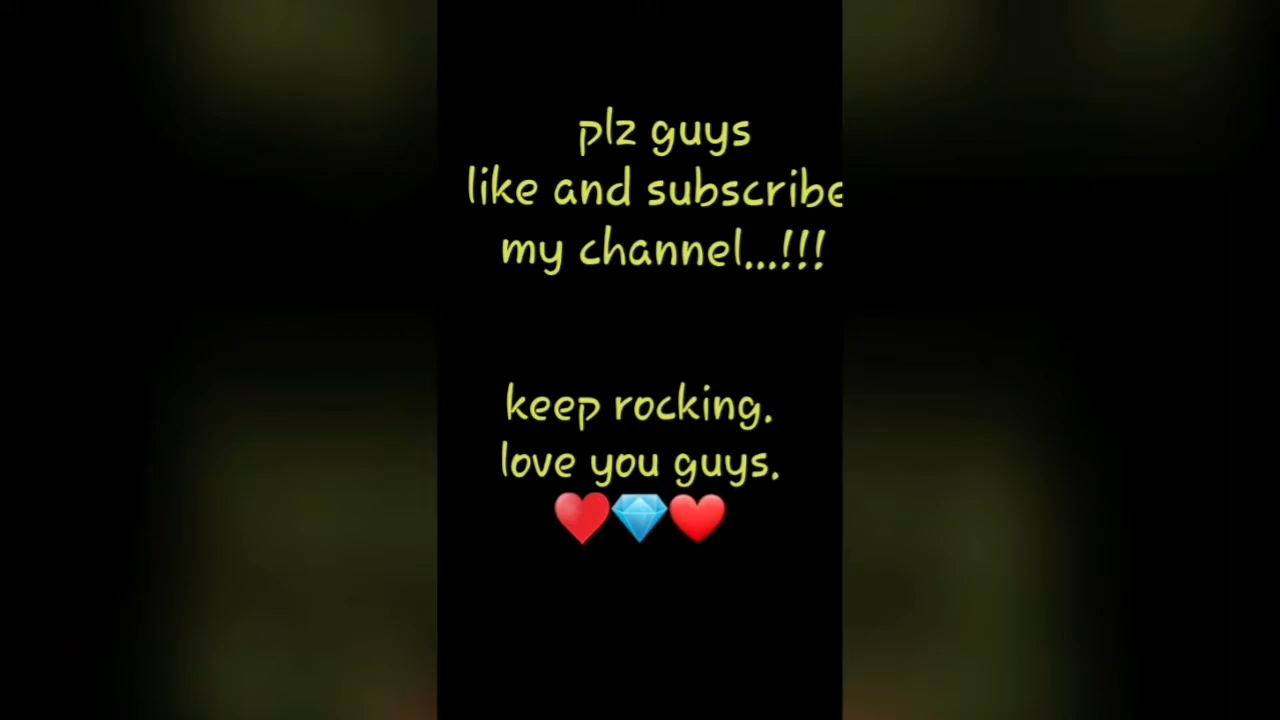 plz guys
like and subscribe
my channel...!!!
keep rocking.
love you guys.
♥️💎❤️